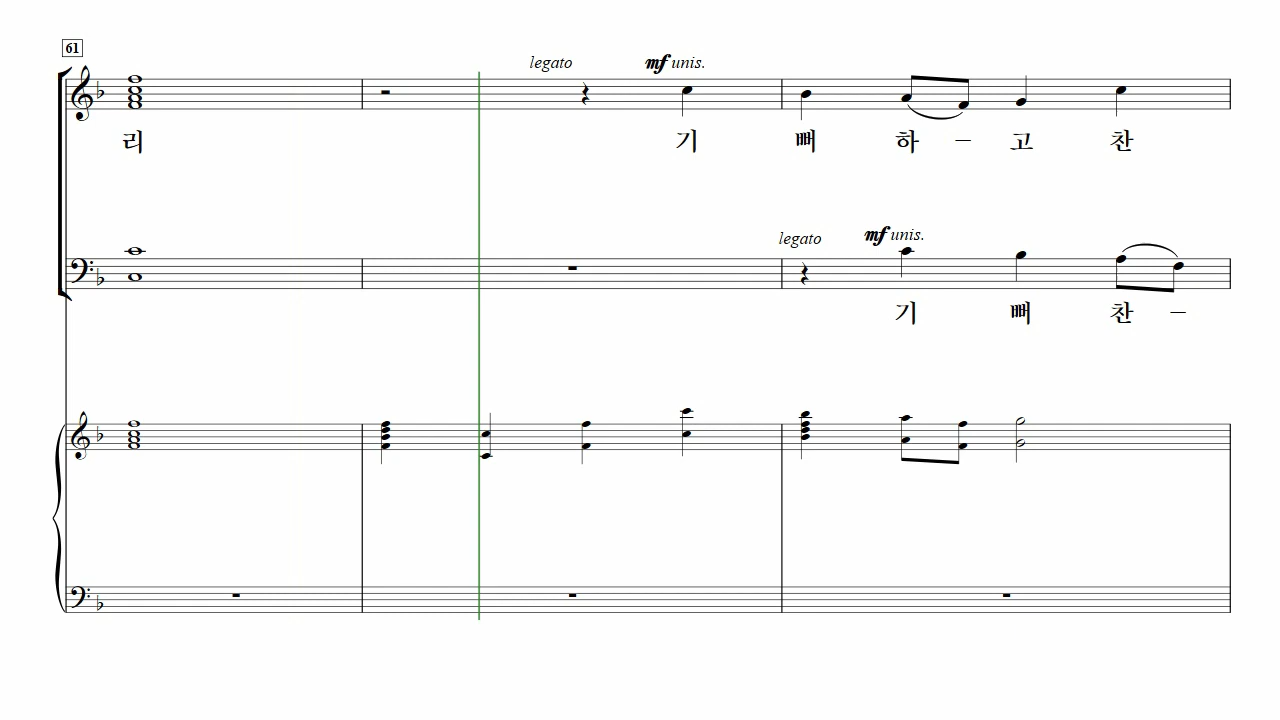 61
legato mf unis.
리 기 뻐 하 – 고 찬
legato mf unis.
기 뻐 찬 –